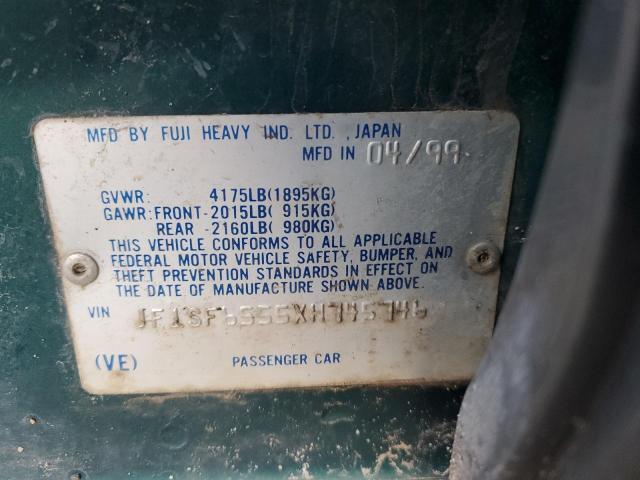 MFD BY FUJI HEAVY IND. LTD. ,JAPAN
MFD IN 04/99
GVWR: 4175LB(1895KG)
GAWR:FRONT-2015LB( 915KG)
REAR -2160LB( 980KG)
THIS VEHICLE CONFORMS TO ALL APPLICABLE
FEDERAL MOTOR VEHICLE SAFETY, BUMPER, AND
THEFT PREVENTION STANDARDS IN EFFECT ON
THE DATE OF MANUFACTURE SHOWN ABOVE.
VIN JF1SF6555XH745746
(VE) PASSENGER CAR